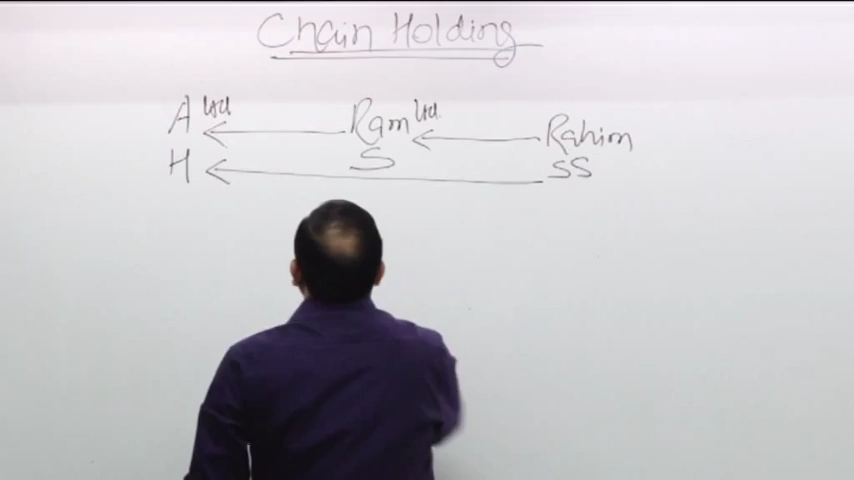 Chain Holding
A Ltd Ram Ltd. Rahim
H S SS